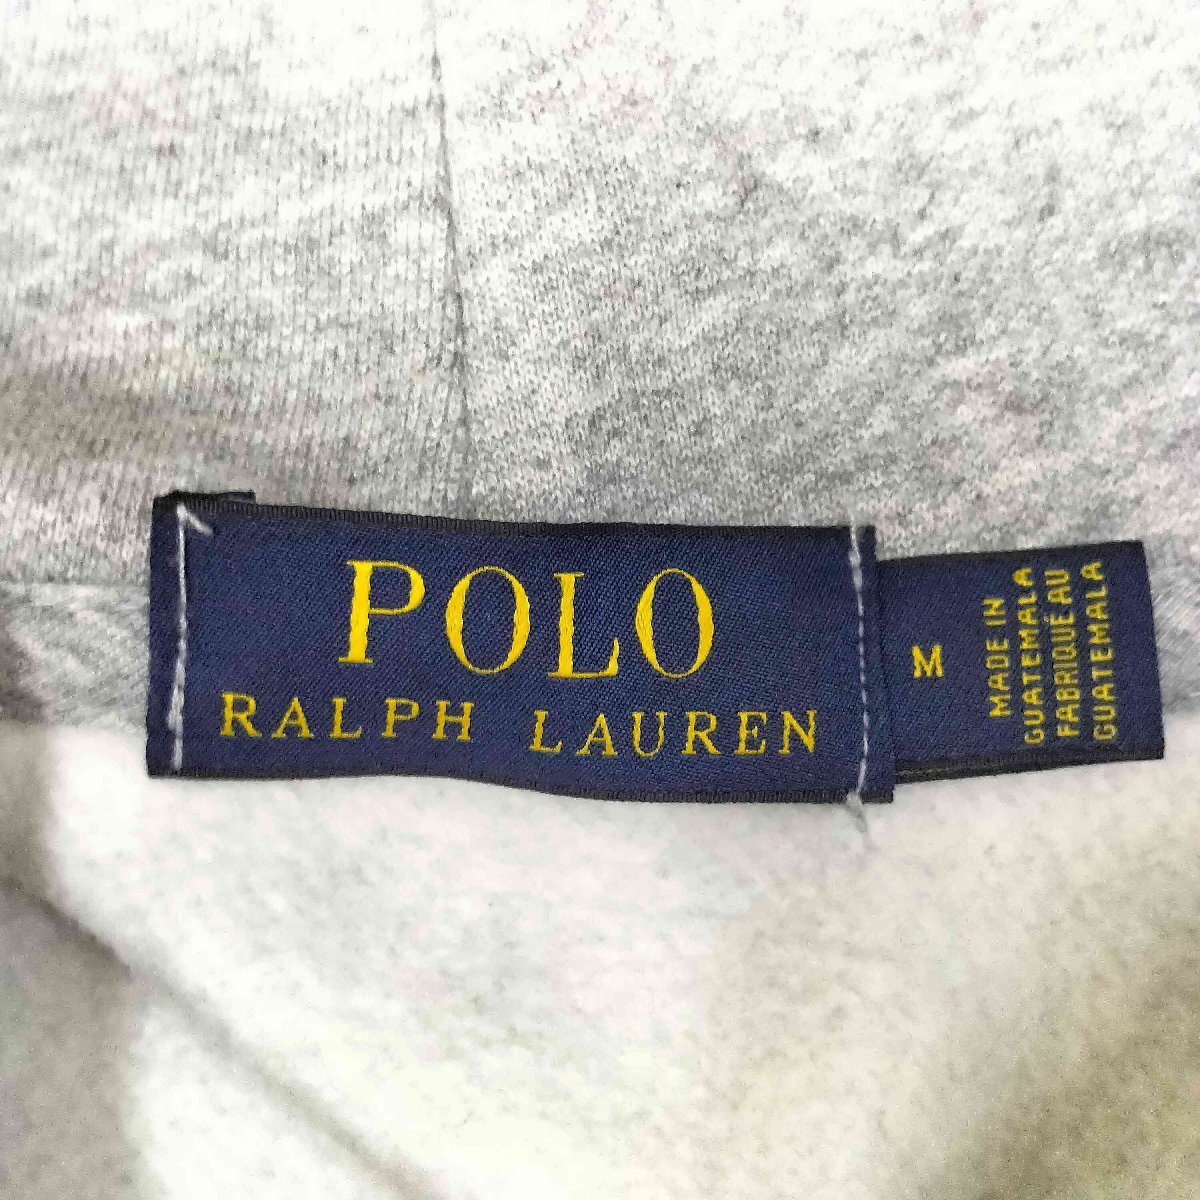 POLO
RALPH LAUREN
M
MADE IN
GUATEMALA
FABRIQUÉ AU
GUATEMALA